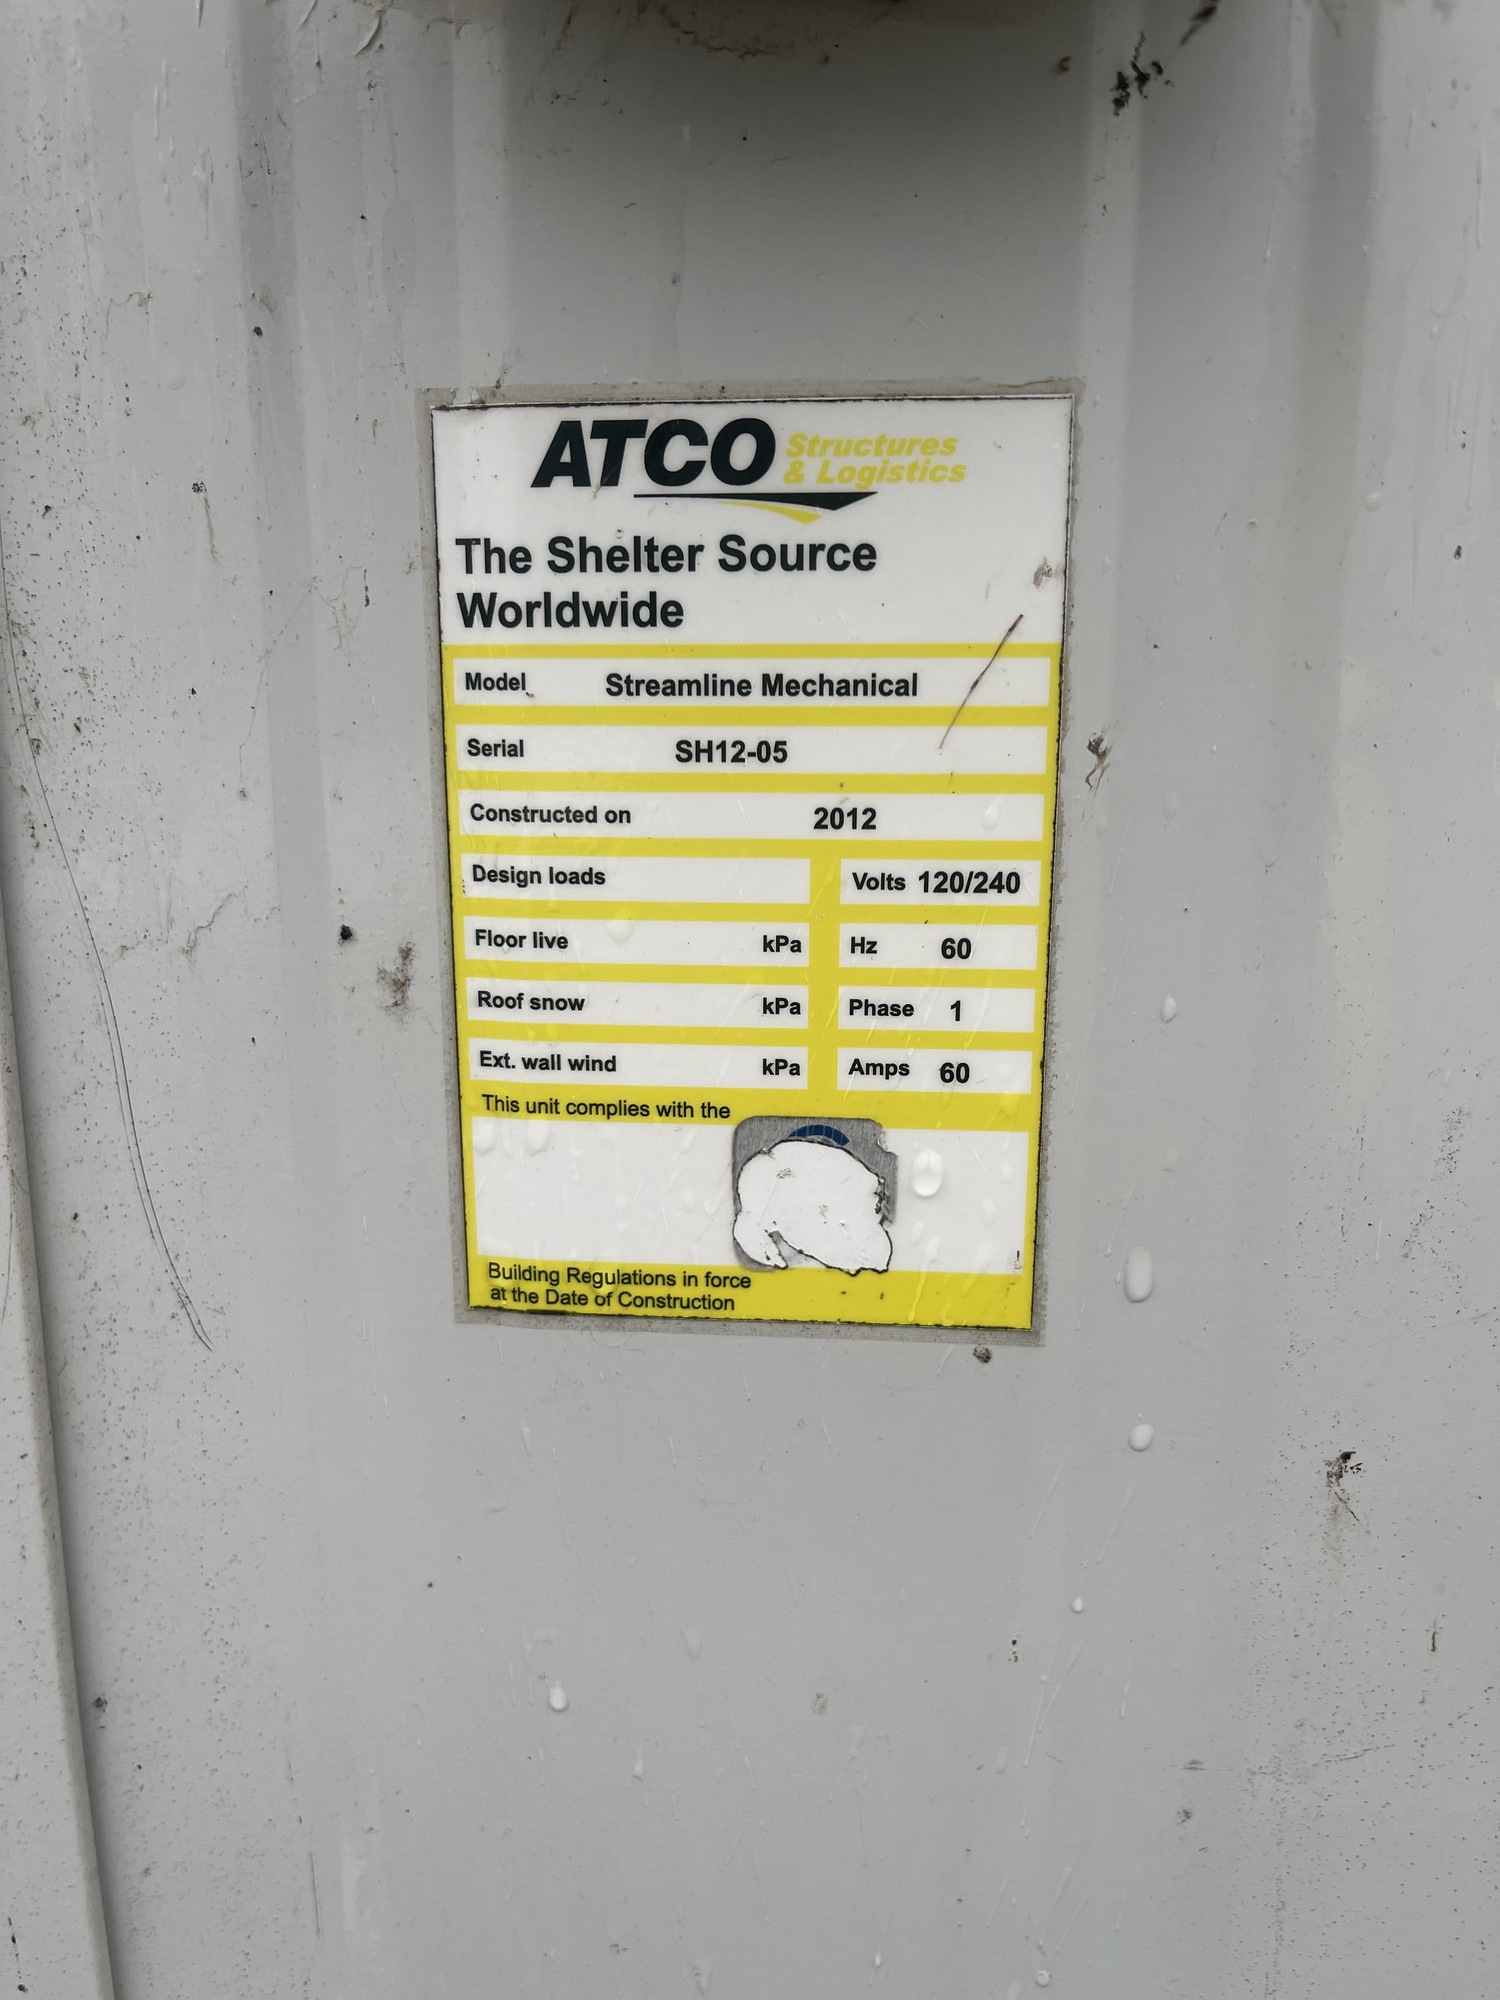 ATCO Structures
& Logistics
The Shelter Source
Worldwide
Model Streamline Mechanical
Serial SH12-05
Constructed on 2012
Design loads Volts 120/240
Floor live kPa Hz 60
Roof snow kPa Phase 1
Ext. wall wind kPa Amps 60
This unit complies with the
Building Regulations in force
at the Date of Construction